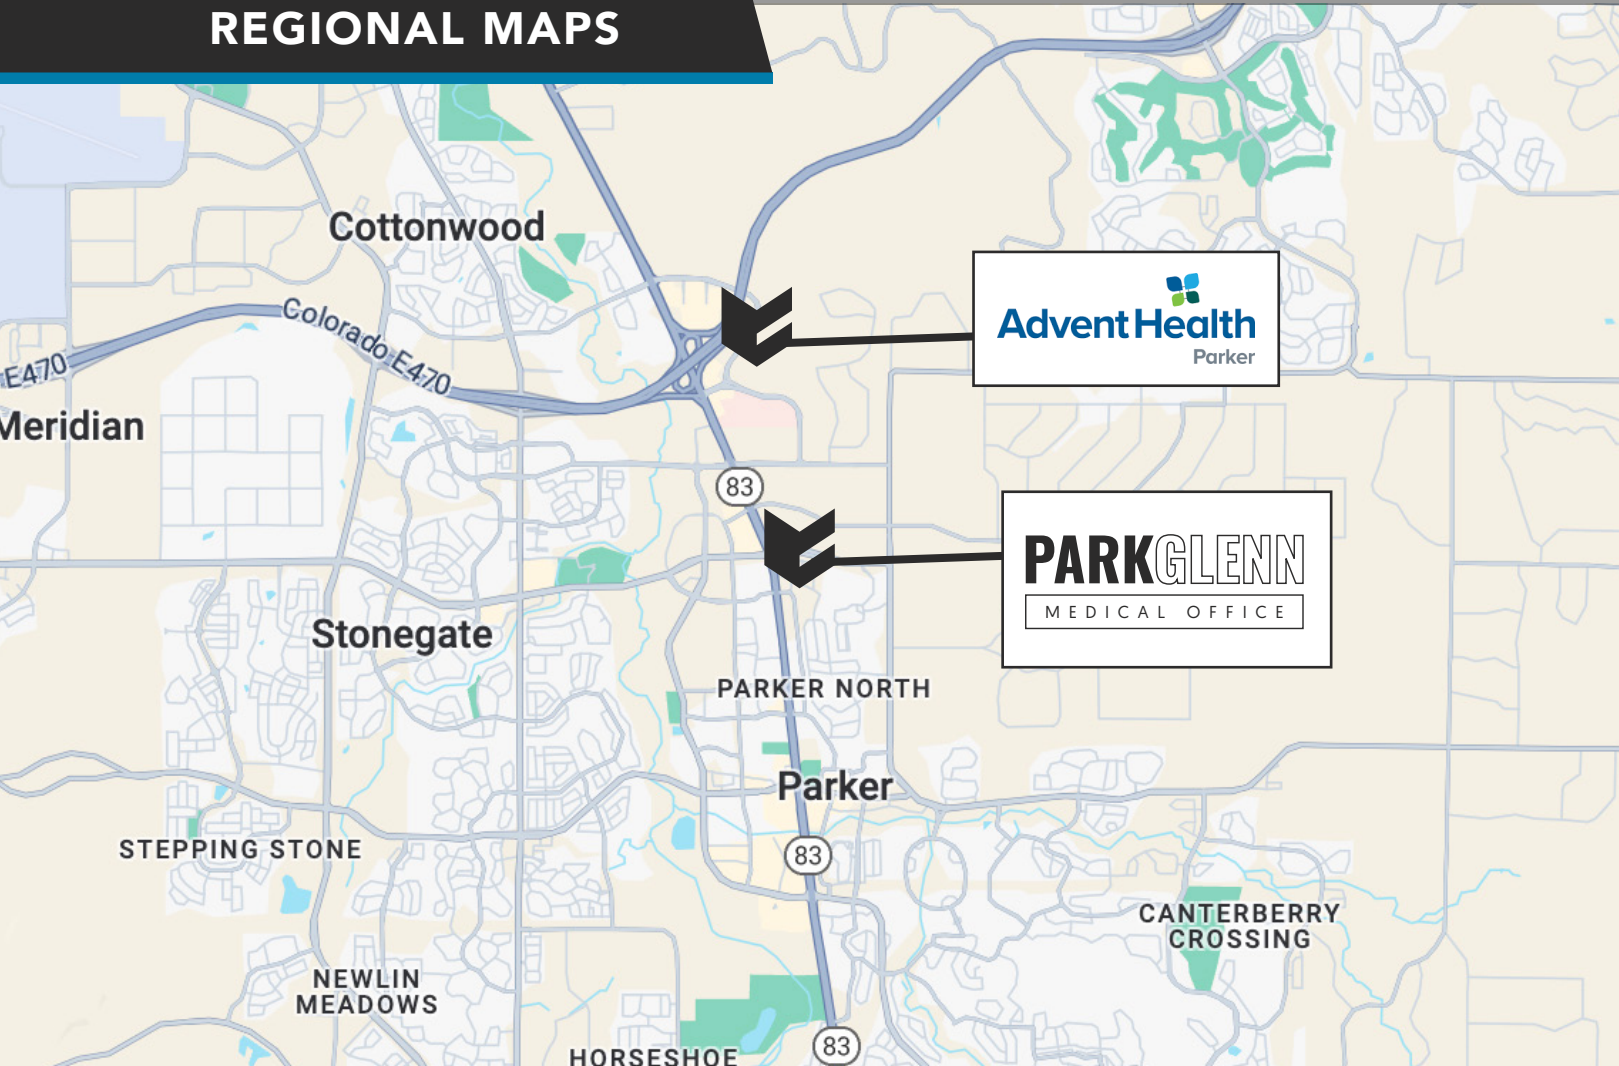 REGIONAL MAPS
Cottonwood
Colorado E470
E470
Meridian
AdventHealth
Parker
83
PARKGLENN
MEDICAL OFFICE
Stonegate
PARKER NORTH
Parker
STEPPING STONE
83
CANTERBERRY
CROSSING
NEWLIN
MEADOWS
83
HORSESHOE